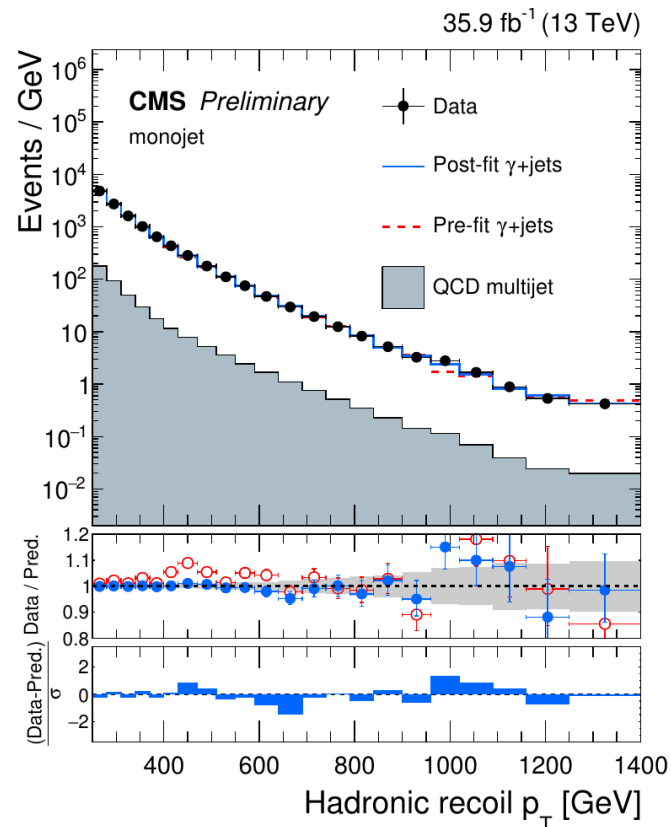 35.9 fb⁻¹ (13 TeV)
Events / GeV
10⁶
10⁵
10⁴
10³
10²
10
1
10⁻¹
10⁻²
CMS Preliminary
monojet
Data
Post-fit γ+jets
Pre-fit γ+jets
QCD multijet
Data / Pred.
1.2
1.1
1
0.9
0.8
(Data-Pred.)
σ
2
0
−2
400 600 800 1000 1200 1400
Hadronic recoil p_T [GeV]